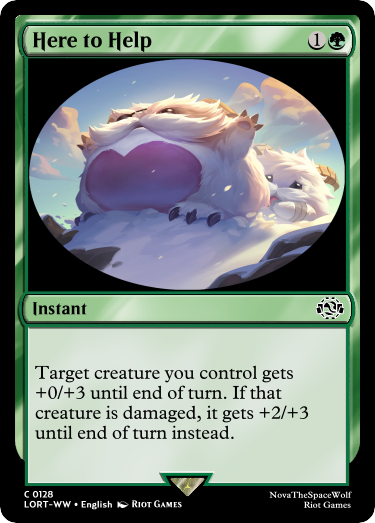 Here to Help 1
Instant
Target creature you control gets
+0/+3 until end of turn. If that
creature is damaged, it gets +2/+3
until end of turn instead.
C 0128
LORT-WW • English Riot Games
NovaTheSpaceWolf
Riot Games